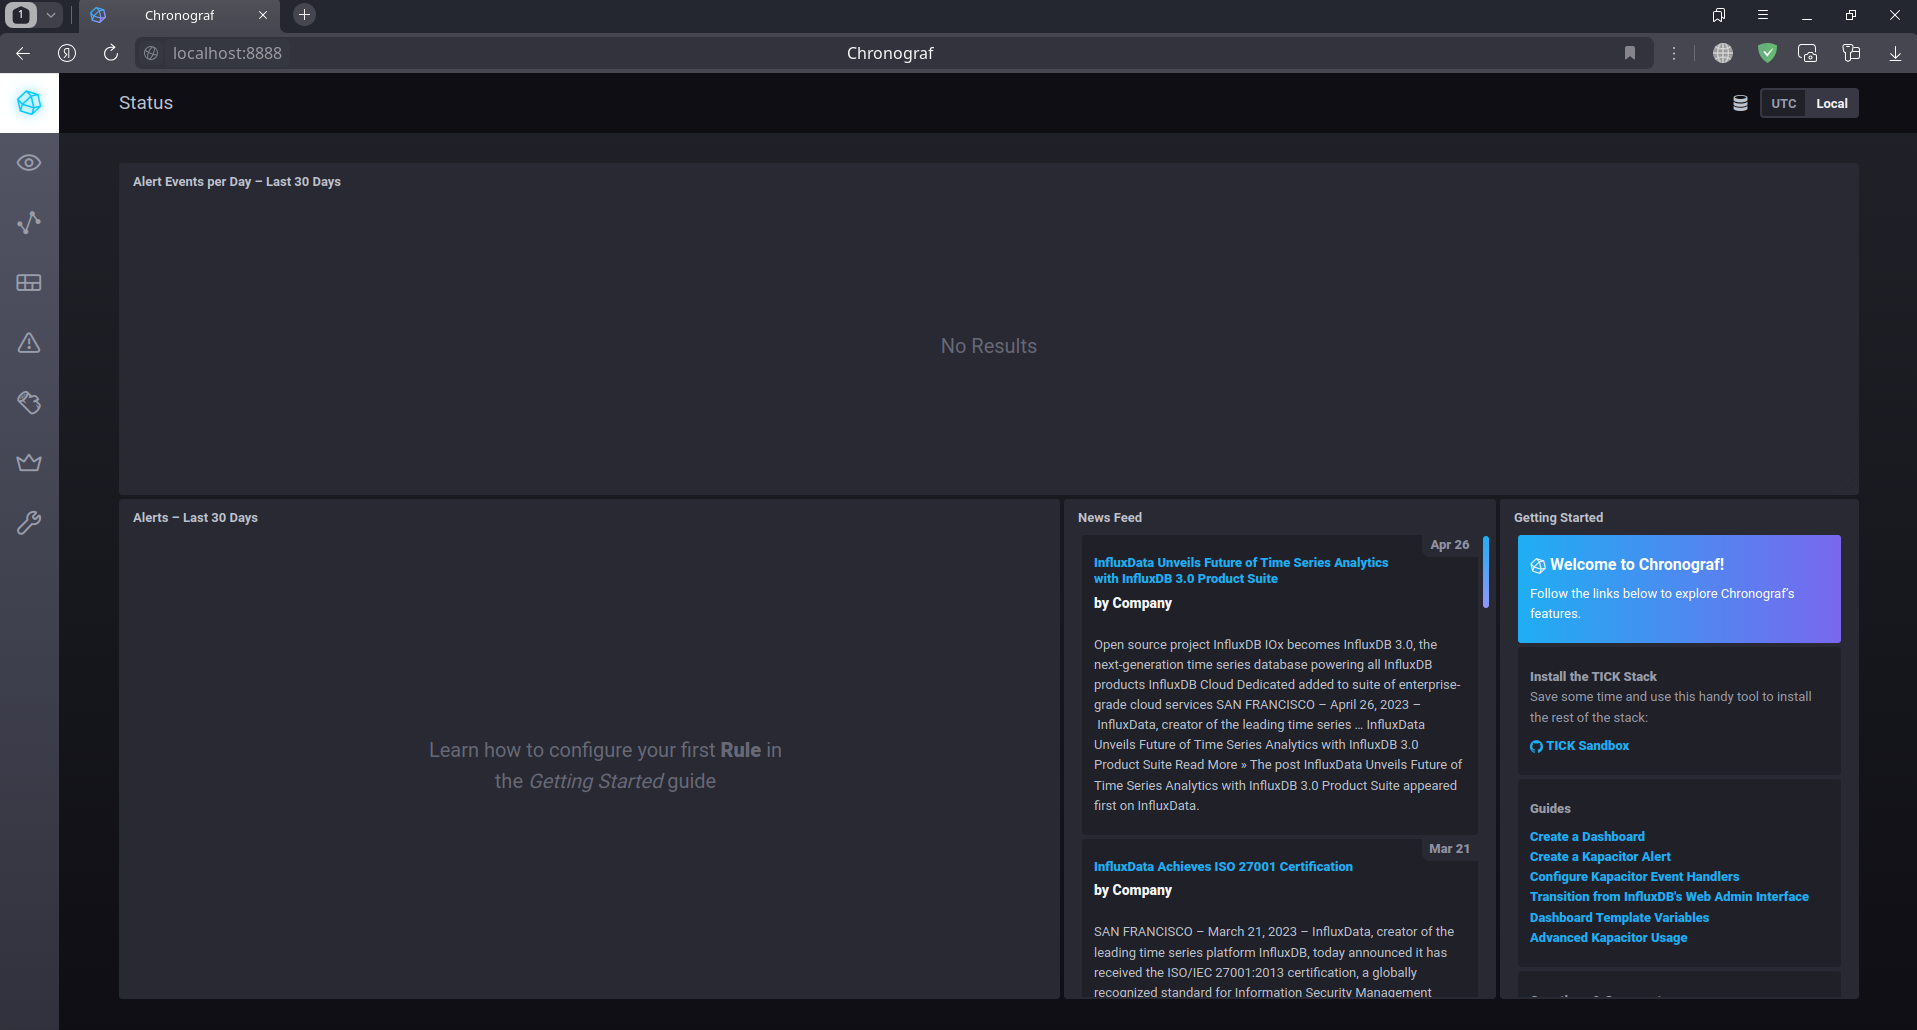 1
Chronograf
localhost:8888
Chronograf
Status
UTC
Local
Alert Events per Day – Last 30 Days
No Results
Alerts – Last 30 Days
Learn how to configure your first Rule in
the Getting Started guide
News Feed
Apr 26
InfluxData Unveils Future of Time Series Analytics
with InfluxDB 3.0 Product Suite
by Company
Open source project InfluxDB IOx becomes InfluxDB 3.0, the
next-generation time series database powering all InfluxDB
products InfluxDB Cloud Dedicated added to suite of enterprise-
grade cloud services SAN FRANCISCO – April 26, 2023 –
InfluxData, creator of the leading time series … InfluxData
Unveils Future of Time Series Analytics with InfluxDB 3.0
Product Suite Read More » The post InfluxData Unveils Future of
Time Series Analytics with InfluxDB 3.0 Product Suite appeared
first on InfluxData.
Mar 21
InfluxData Achieves ISO 27001 Certification
by Company
SAN FRANCISCO – March 21, 2023 – InfluxData, creator of the
leading time series platform InfluxDB, today announced it has
received the ISO/IEC 27001:2013 certification, a globally
recognized standard for Information Security Management
Getting Started
Welcome to Chronograf!
Follow the links below to explore Chronograf's
features.
Install the TICK Stack
Save some time and use this handy tool to install
the rest of the stack:
TICK Sandbox
Guides
Create a Dashboard
Create a Kapacitor Alert
Configure Kapacitor Event Handlers
Transition from InfluxDB's Web Admin Interface
Dashboard Template Variables
Advanced Kapacitor Usage